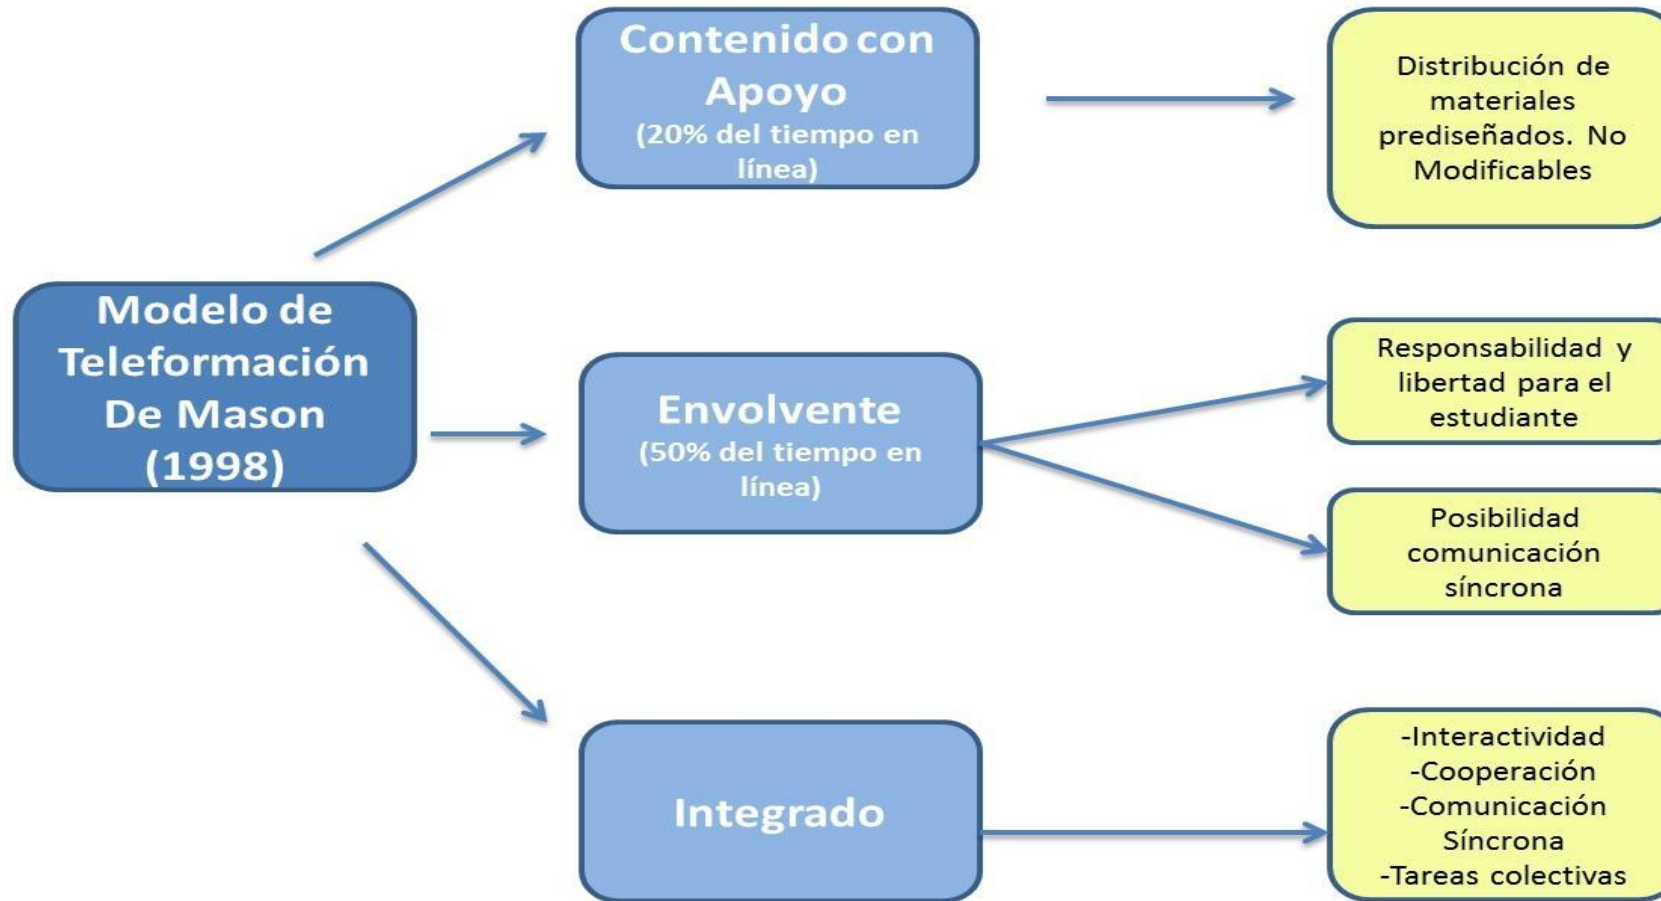 Modelo de
Teleformación
De Mason
(1998)
Contenido con
Apoyo
(20% del tiempo en
línea)
Distribución de
materiales
prediseñados. No
Modificables
Envolvente
(50% del tiempo en
línea)
Responsabilidad y
libertad para el
estudiante
Posibilidad
comunicación
síncrona
Integrado
-Interactividad
-Cooperación
-Comunicación
Síncrona
-Tareas colectivas